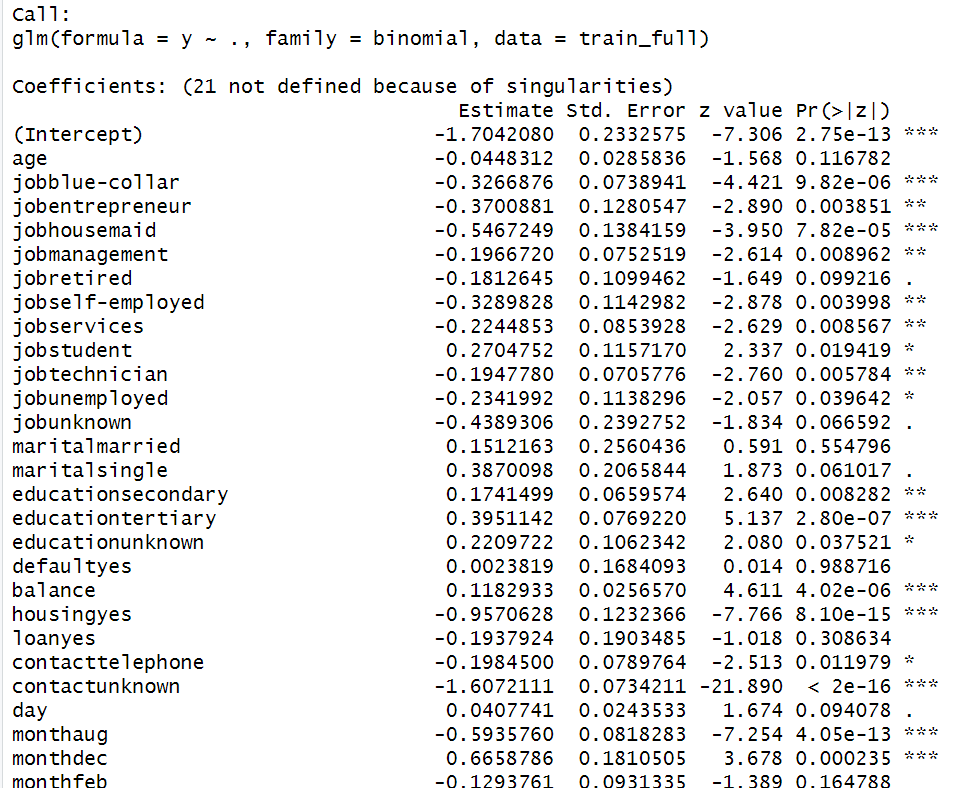 Call:
glm(formula = y ~ ., family = binomial, data = train_full)
Coefficients: (21 not defined because of singularities)
Estimate Std. Error z value Pr(>|z|)
(Intercept) -1.7042080 0.2332575 -7.306 2.75e-13 ***
age -0.0448312 0.0285836 -1.568 0.116782
jobblue-collar -0.3266876 0.0738941 -4.421 9.82e-06 ***
jobentrepreneur -0.3700881 0.1280547 -2.890 0.003851 **
jobhousemaid -0.5467249 0.1384159 -3.950 7.82e-05 ***
jobmanagement -0.1966720 0.0752519 -2.614 0.008962 **
jobretired -0.1812645 0.1099462 -1.649 0.099216 .
jobself-employed -0.3289828 0.1142982 -2.878 0.003998 **
jobservices -0.2244853 0.0853928 -2.629 0.008567 **
jobstudent 0.2704752 0.1157170 2.337 0.019419 *
jobtechnician -0.1947780 0.0705776 -2.760 0.005784 **
jobunemployed -0.2341992 0.1138296 -2.057 0.039642 *
jobunknown -0.4389306 0.2392752 -1.834 0.066592 .
maritalmarried 0.1512163 0.2560436 0.591 0.554796
maritalsingle 0.3870098 0.2065844 1.873 0.061017 .
educationsecondary 0.1741499 0.0659574 2.640 0.008282 **
educationtertiary 0.3951142 0.0769220 5.137 2.80e-07 ***
educationunknown 0.2209722 0.1062342 2.080 0.037521 *
defaultyes 0.0023819 0.1684093 0.014 0.988716
balance 0.1182933 0.0256570 4.611 4.02e-06 ***
housingyes -0.9570628 0.1232366 -7.766 8.10e-15 ***
loanyes -0.1937924 0.1903485 -1.018 0.308634
contacttelephone -0.1984500 0.0789764 -2.513 0.011979 *
contactunknown -1.6072111 0.0734211 -21.890 < 2e-16 ***
day 0.0407741 0.0243533 1.674 0.094078 .
monthaug -0.5935760 0.0818283 -7.254 4.05e-13 ***
monthdec 0.6658786 0.1810505 3.678 0.000235 ***
monthfeb -0.1293761 0.0931335 -1.389 0.164788